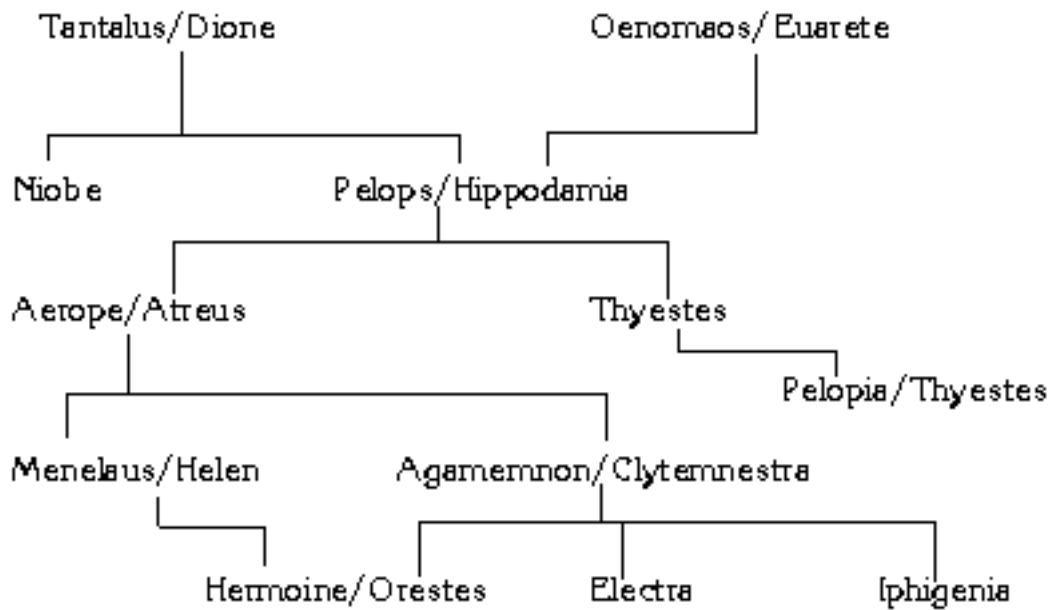 Tantalus/Dione Oenomaos/Euarete
Niobe Pelops/Hippodamia
Aerope/Atreus Thyestes
Pelopia/Thyestes
Menelaus/Helen Agamemnon/Clytemnestra
Hermoine/Orestes Electra Iphigenia